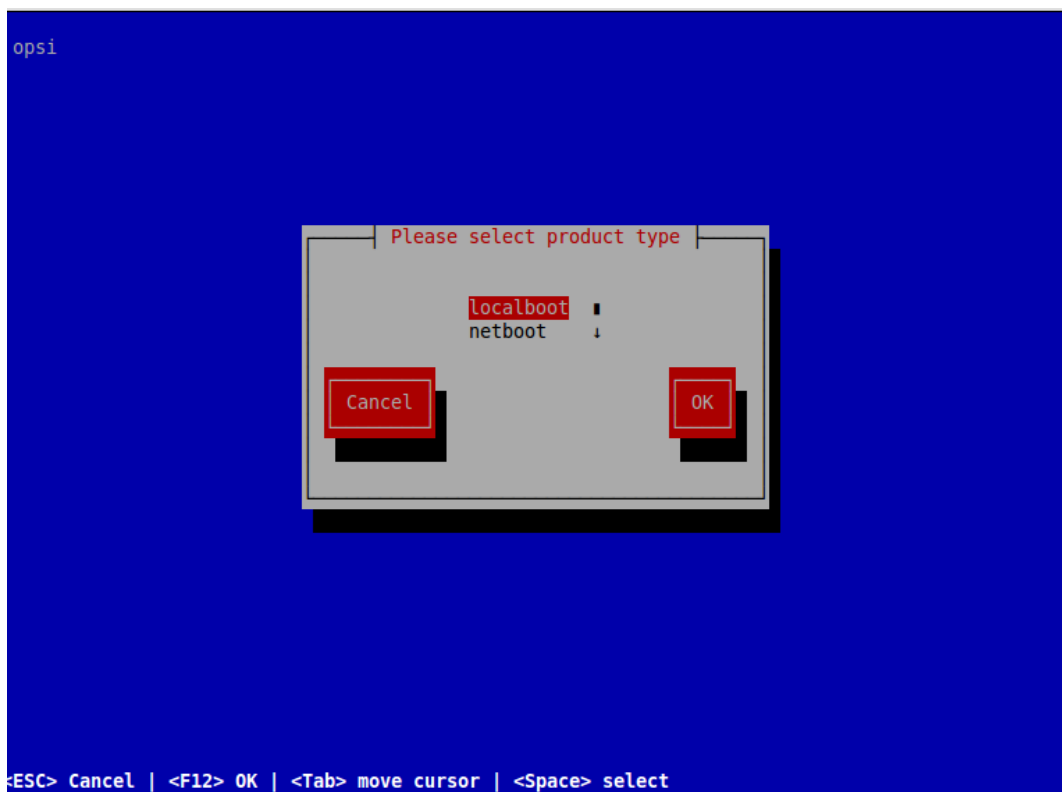 opsi
Please select product type
localboot
netboot ↓
Cancel OK
<ESC> Cancel | <F12> OK | <Tab> move cursor | <Space> select